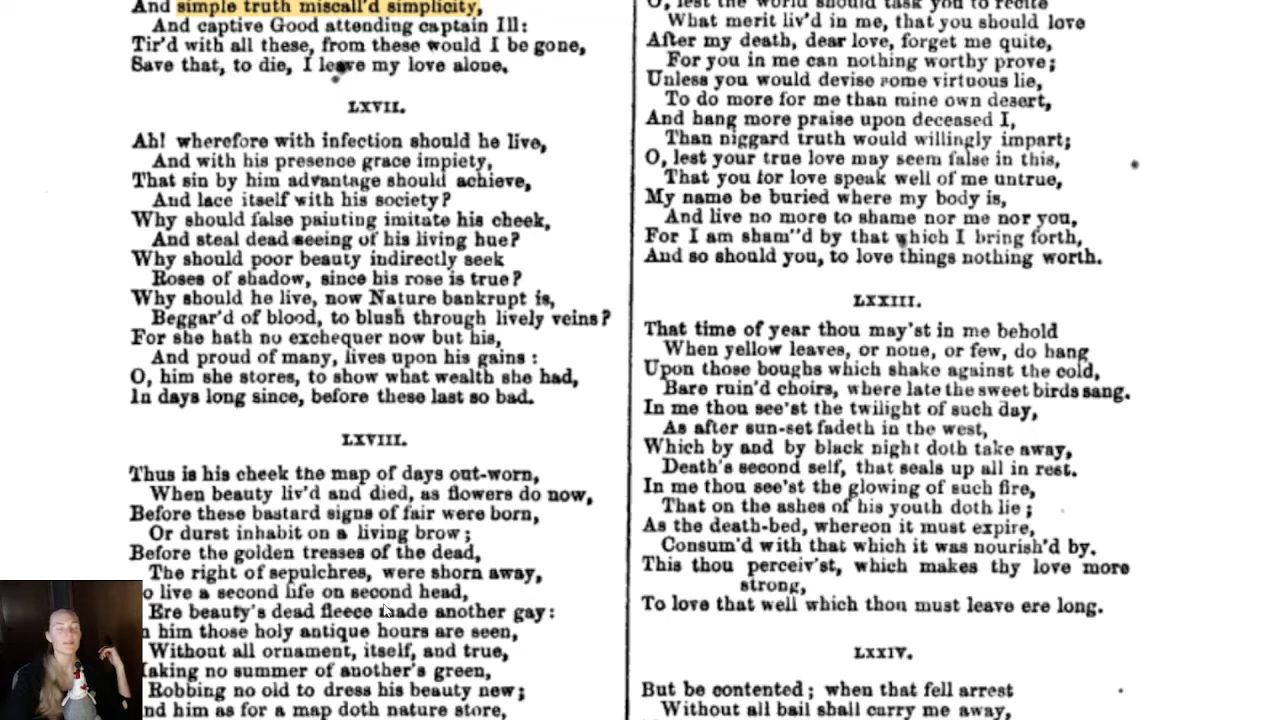 And simple truth miscall'd simplicity,
And captive Good attending captain Ill:
Tir'd with all these, from these would I be gone,
Save that, to die, I leave my love alone.
LXVII.
Ah! wherefore with infection should he live,
And with his presence grace impiety,
That sin by him advantage should achieve,
And lace itself with his society?
Why should false painting imitate his cheek,
And steal dead seeing of his living hue?
Why should poor beauty indirectly seek
Roses of shadow, since his rose is true?
Why should he live, now Nature bankrupt is,
Beggar'd of blood, to blush through lively veins?
For she hath no exchequer now but his,
And proud of many, lives upon his gains:
O, him she stores, to show what wealth she had,
In days long since, before these last so bad.
LXVIII.
Thus is his cheek the map of days out-worn,
When beauty liv'd and died, as flowers do now,
Before these bastard signs of fair were born,
Or durst inhabit on a living brow;
Before the golden tresses of the dead,
The right of sepulchres, were shorn away,
o live a second life on second head,
Ere beauty's dead fleece made another gay:
n him those holy antique hours are seen,
Without all ornament, itself, and true,
aking no summer of another's green,
Robbing no old to dress his beauty new;
nd him as for a map doth nature store,
O, lest the world should task you to recite
What merit liv'd in me, that you should love
After my death, dear love, forget me quite,
For you in me can nothing worthy prove;
Unless you would devise some virtuous lie,
To do more for me than mine own desert,
And hang more praise upon deceased I,
Than niggard truth would willingly impart;
O, lest your true love may seem false in this,
That you for love speak well of me untrue,
My name be buried where my body is,
And live no more to shame nor me nor you,
For I am sham''d by that which I bring forth,
And so should you, to love things nothing worth.
LXXIII.
That time of year thou may'st in me behold
When yellow leaves, or none, or few, do hang
Upon those boughs which shake against the cold,
Bare ruin'd choirs, where late the sweet birds sang.
In me thou see'st the twilight of such day,
As after sun-set fadeth in the west,
Which by and by black night doth take away,
Death's second self, that seals up all in rest.
In me thou see'st the glowing of such fire,
That on the ashes of his youth doth lie;
As the death-bed, whereon it must expire,
Consum'd with that which it was nourish'd by.
This thou perceiv'st, which makes thy love more
strong,
To love that well which thou must leave ere long.
LXXIV.
But be contented; when that fell arrest
Without all bail shall carry me away,